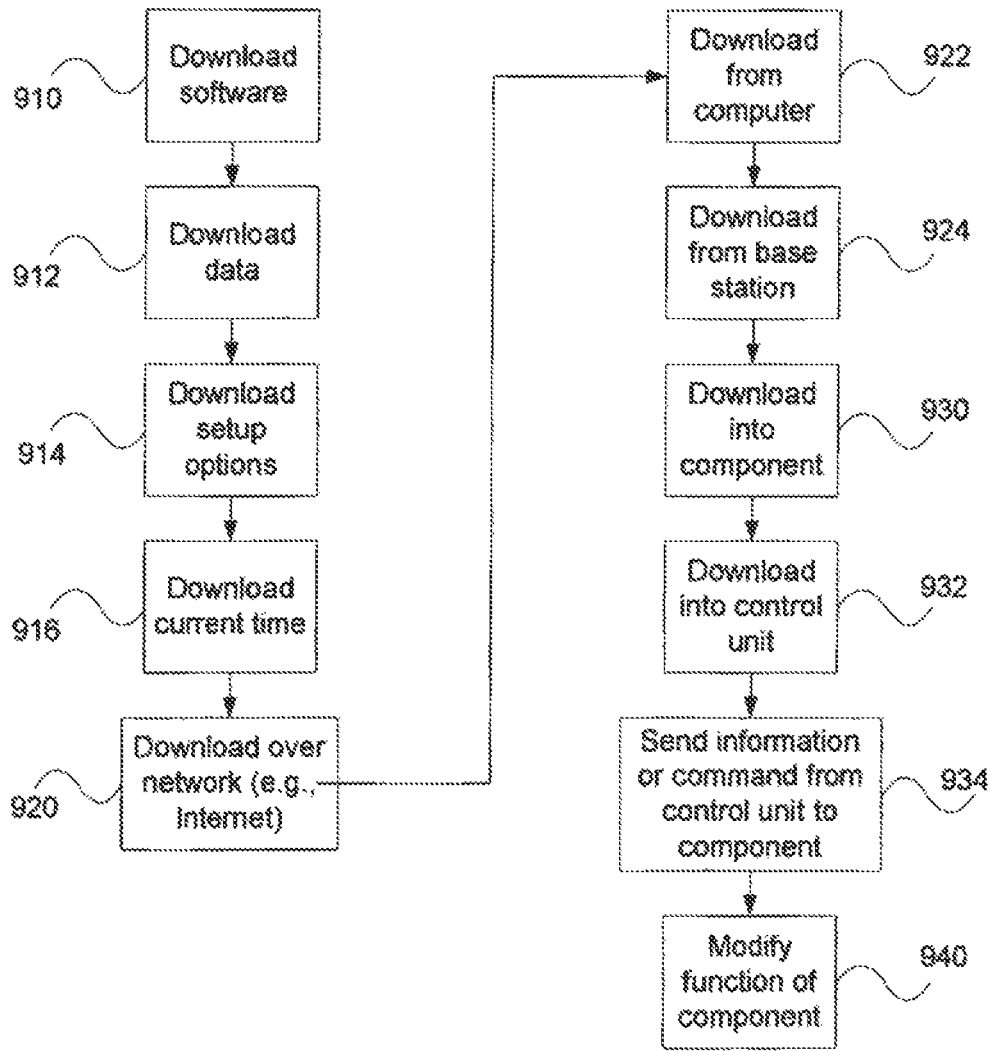 Download
software
910
Download
data
912
Download
setup
options
914
Download
current time
916
Download over
network (e.g.,
Internet)
920
Download
from
computer
922
Download
from base
station
924
Download
into
component
930
Download
into control
unit
932
Send information
or command from
control unit to
component
934
Modify
function of
component
940